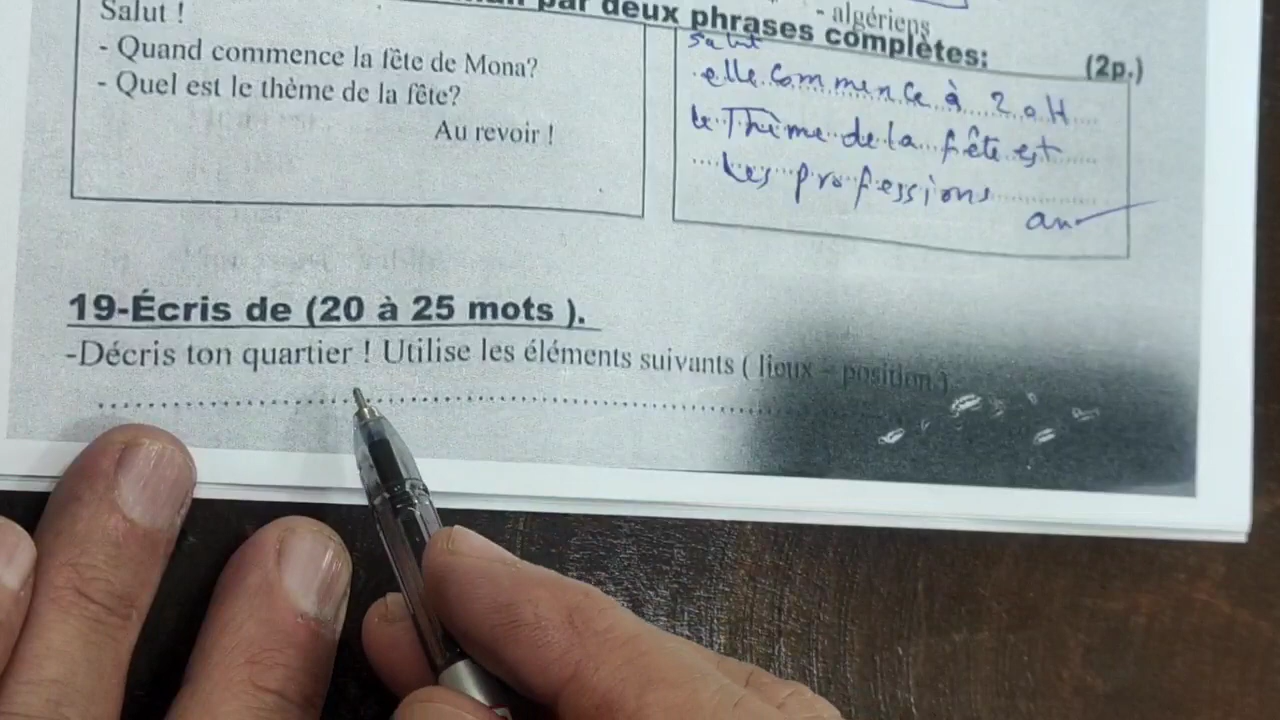 - algériens
par deux phrases complètes:
(2p.)
Salut !
- Quand commence la fête de Mona?
- Quel est le thème de la fête?
Au revoir !
salut
elle commence à 20H
le Thème de la fête est
Les professions
au
19-Écris de (20 à 25 mots ).
-Décris ton quartier ! Utilise les éléments suivants ( lieux - position )